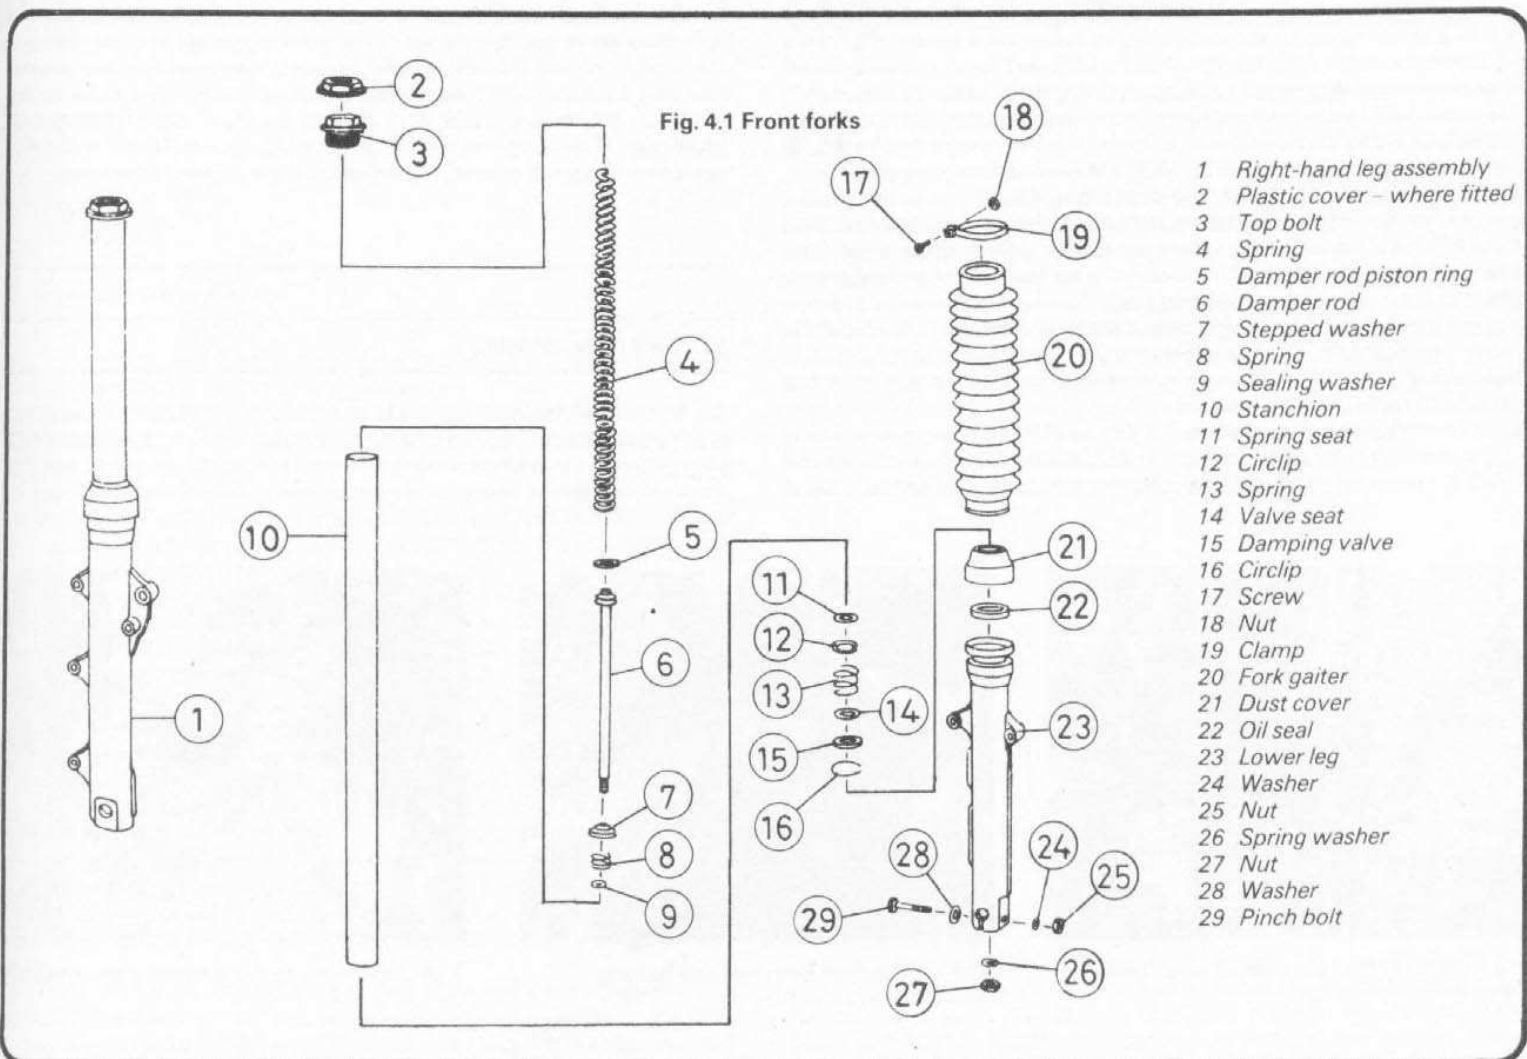 Fig. 4.1 Front forks
1 Right-hand leg assembly
2 Plastic cover – where fitted
3 Top bolt
4 Spring
5 Damper rod piston ring
6 Damper rod
7 Stepped washer
8 Spring
9 Sealing washer
10 Stanchion
11 Spring seat
12 Circlip
13 Spring
14 Valve seat
15 Damping valve
16 Circlip
17 Screw
18 Nut
19 Clamp
20 Fork gaiter
21 Dust cover
22 Oil seal
23 Lower leg
24 Washer
25 Nut
26 Spring washer
27 Nut
28 Washer
29 Pinch bolt
2
3
18
17
19
4
20
10
5
21
11
22
12
6
13
1
14
23
15
7
16
8
28
24
25
9
29
26
27